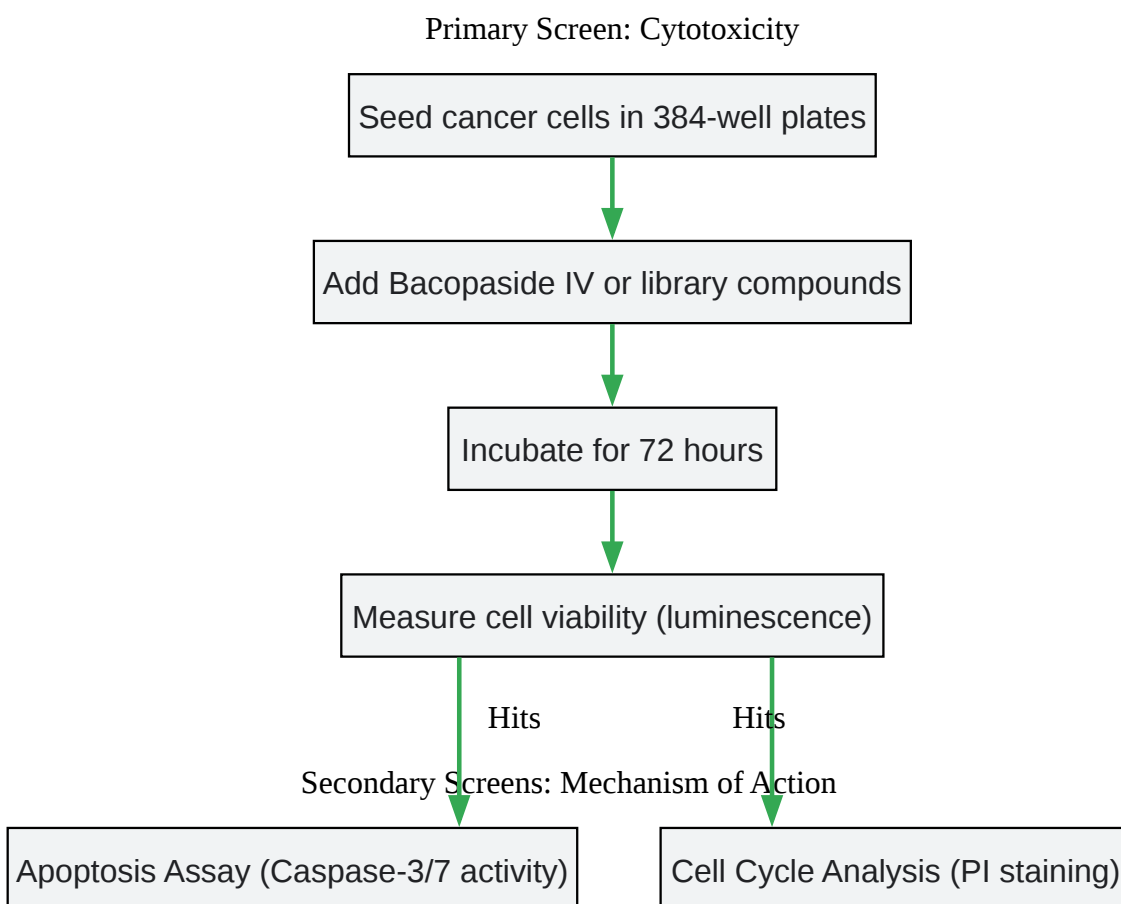 Primary Screen: Cytotoxicity
Seed cancer cells in 384-well plates
Add Bacopaside IV or library compounds
Incubate for 72 hours
Measure cell viability (luminescence)
Hits
Hits
Secondary Screens: Mechanism of Action
Apoptosis Assay (Caspase-3/7 activity)
Cell Cycle Analysis (PI staining)